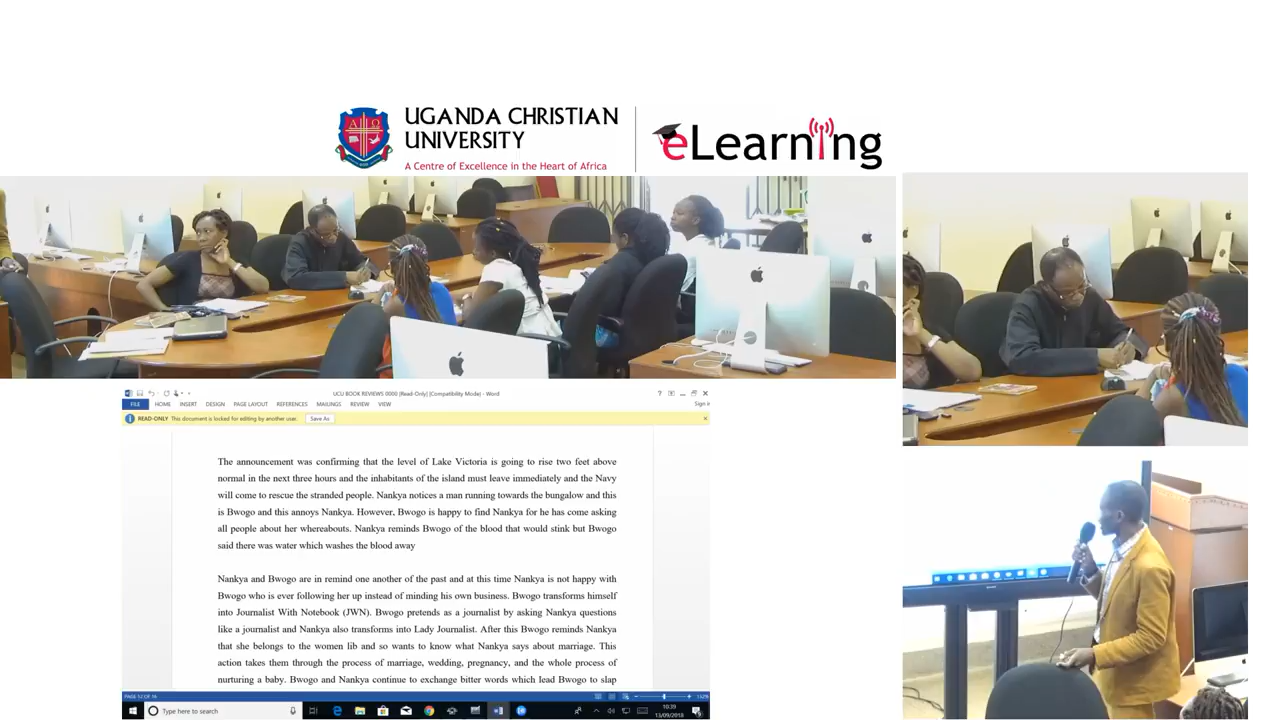 UGANDA CHRISTIAN
UNIVERSITY
A Centre of Excellence in the Heart of Africa
eLearning
UCU BOOK REVIEWS 0000 [Read-Only] [Compatibility Mode] - Word
FILE HOME INSERT DESIGN PAGE LAYOUT REFERENCES MAILINGS REVIEW VIEW Sign in
READ-ONLY This document is locked for editing by another user. Save As
The announcement was confirming that the level of Lake Victoria is going to rise two feet above
normal in the next three hours and the inhabitants of the island must leave immediately and the Navy
will come to rescue the stranded people. Nankya notices a man running towards the bungalow and this
is Bwogo and this annoys Nankya. However, Bwogo is happy to find Nankya for he has come asking
all people about her whereabouts. Nankya reminds Bwogo of the blood that would stink but Bwogo
said there was water which washes the blood away
Nankya and Bwogo are in remind one another of the past and at this time Nankya is not happy with
Bwogo who is ever following her up instead of minding his own business. Bwogo transforms himself
into Journalist With Notebook (JWN). Bwogo pretends as a journalist by asking Nankya questions
like a journalist and Nankya also transforms into Lady Journalist. After this Bwogo reminds Nankya
that she belongs to the women lib and so wants to know what Nankya says about marriage. This
action takes them through the process of marriage, wedding, pregnancy, and the whole process of
nurturing a baby. Bwogo and Nankya continue to exchange bitter words which lead Bwogo to slap
Type here to search
10:39
13/09/2018